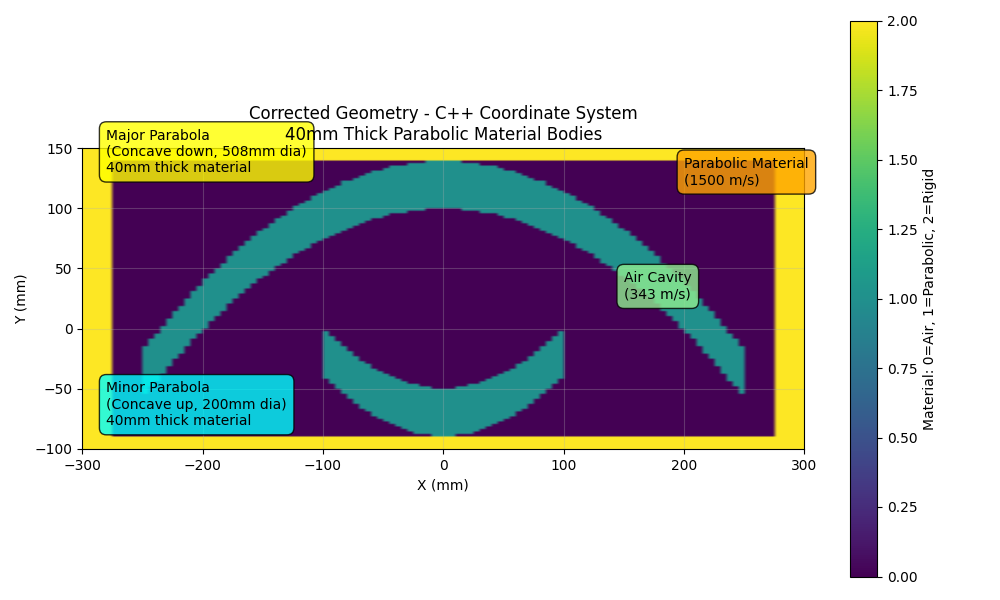 Corrected Geometry - C++ Coordinate System
40mm Thick Parabolic Material Bodies
Major Parabola
(Concave down, 508mm dia)
40mm thick material
Parabolic Material
(1500 m/s)
Air Cavity
(343 m/s)
Minor Parabola
(Concave up, 200mm dia)
40mm thick material
150
100
50
0
−50
−100
Y (mm)
−300
−200
−100
0
100
200
300
X (mm)
2.00
1.75
1.50
1.25
1.00
0.75
0.50
0.25
0.00
Material: 0=Air, 1=Parabolic, 2=Rigid